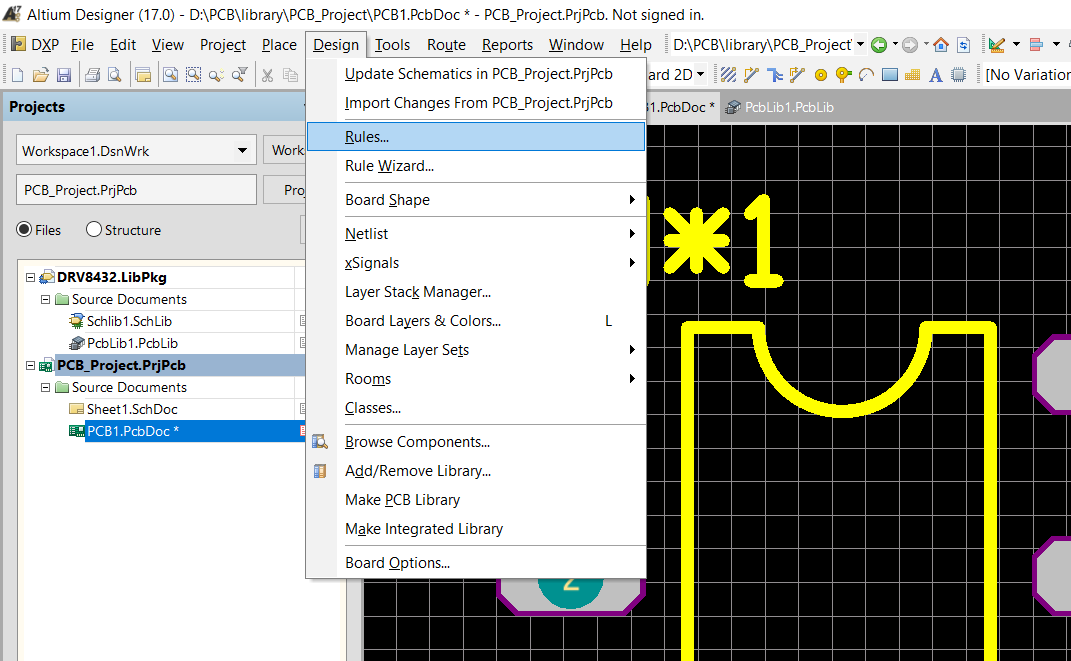 Altium Designer (17.0) - D:\PCB\library\PCB_Project\PCB1.PcbDoc * - PCB_Project.PrjPcb. Not signed in.
DXP File Edit View Project Place Design Tools Route Reports Window Help D:\PCB\library\PCB_Project
ard 2D [No Variation
Projects
B1.PcbDoc * PcbLib1.PcbLib
Workspace1.DsnWrk Work
PCB_Project.PrjPcb Proj
Files Structure
DRV8432.LibPkg
Source Documents
Schlib1.SchLib
PcbLib1.PcbLib
PCB_Project.PrjPcb
Source Documents
Sheet1.SchDoc
PCB1.PcbDoc *
Update Schematics in PCB_Project.PrjPcb
Import Changes From PCB_Project.PrjPcb
Rules...
Rule Wizard...
Board Shape
Netlist
xSignals
Layer Stack Manager...
Board Layers & Colors... L
Manage Layer Sets
Rooms
Classes...
Browse Components...
Add/Remove Library...
Make PCB Library
Make Integrated Library
Board Options...
*1
2